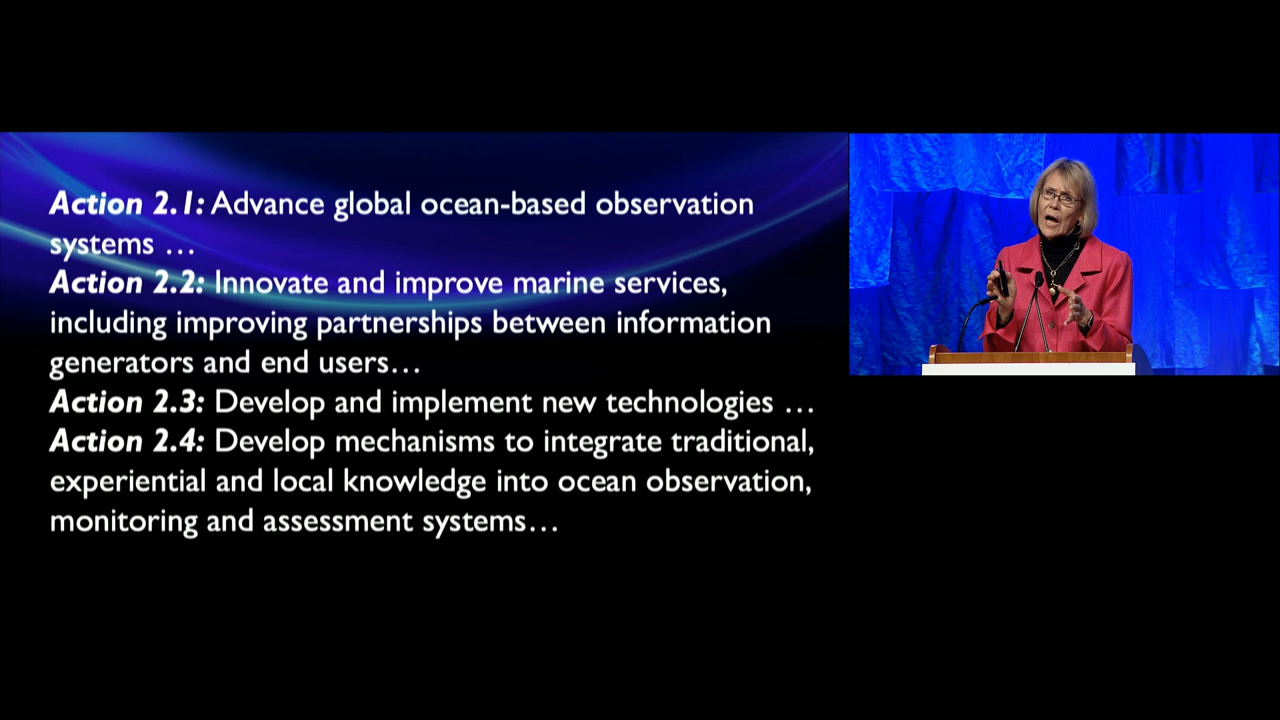 Action 2.1: Advance global ocean-based observation
systems …
Action 2.2: Innovate and improve marine services,
including improving partnerships between information
generators and end users…
Action 2.3: Develop and implement new technologies …
Action 2.4: Develop mechanisms to integrate traditional,
experiential and local knowledge into ocean observation,
monitoring and assessment systems…